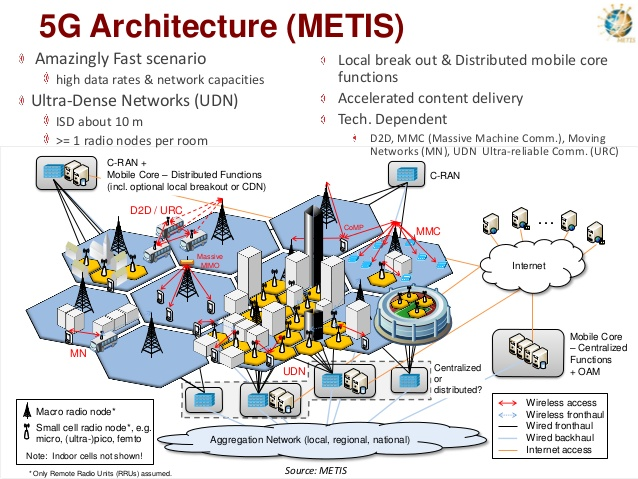 5G Architecture (METIS)
METIS
Amazingly Fast scenario
high data rates & network capacities
Ultra-Dense Networks (UDN)
ISD about 10 m
>= 1 radio nodes per room
Local break out & Distributed mobile core
functions
Accelerated content delivery
Tech. Dependent
D2D, MMC (Massive Machine Comm.), Moving
Networks (MN), UDN Ultra-reliable Comm. (URC)
C-RAN +
Mobile Core – Distributed Functions
(incl. optional local breakout or CDN)
C-RAN
D2D / URC
CoMP
MMC
Massive
MIMO
...
Internet
MN
UDN
Centralized
or
distributed?
Mobile Core
– Centralized
Functions
+ OAM
Macro radio node*
Small cell radio node*, e.g.
micro, (ultra-)pico, femto
Note: Indoor cells not shown!
Aggregation Network (local, regional, national)
Wireless access
Wireless fronthaul
Wired fronthaul
Wired backhaul
Internet access
* Only Remote Radio Units (RRUs) assumed.
Source: METIS